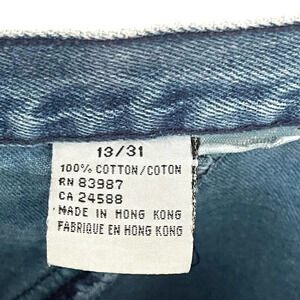 13/31
100% COTTON/COTON
RN 83987
CA 24588
MADE IN HONG KONG
FABRIQUE EN HONG KONG